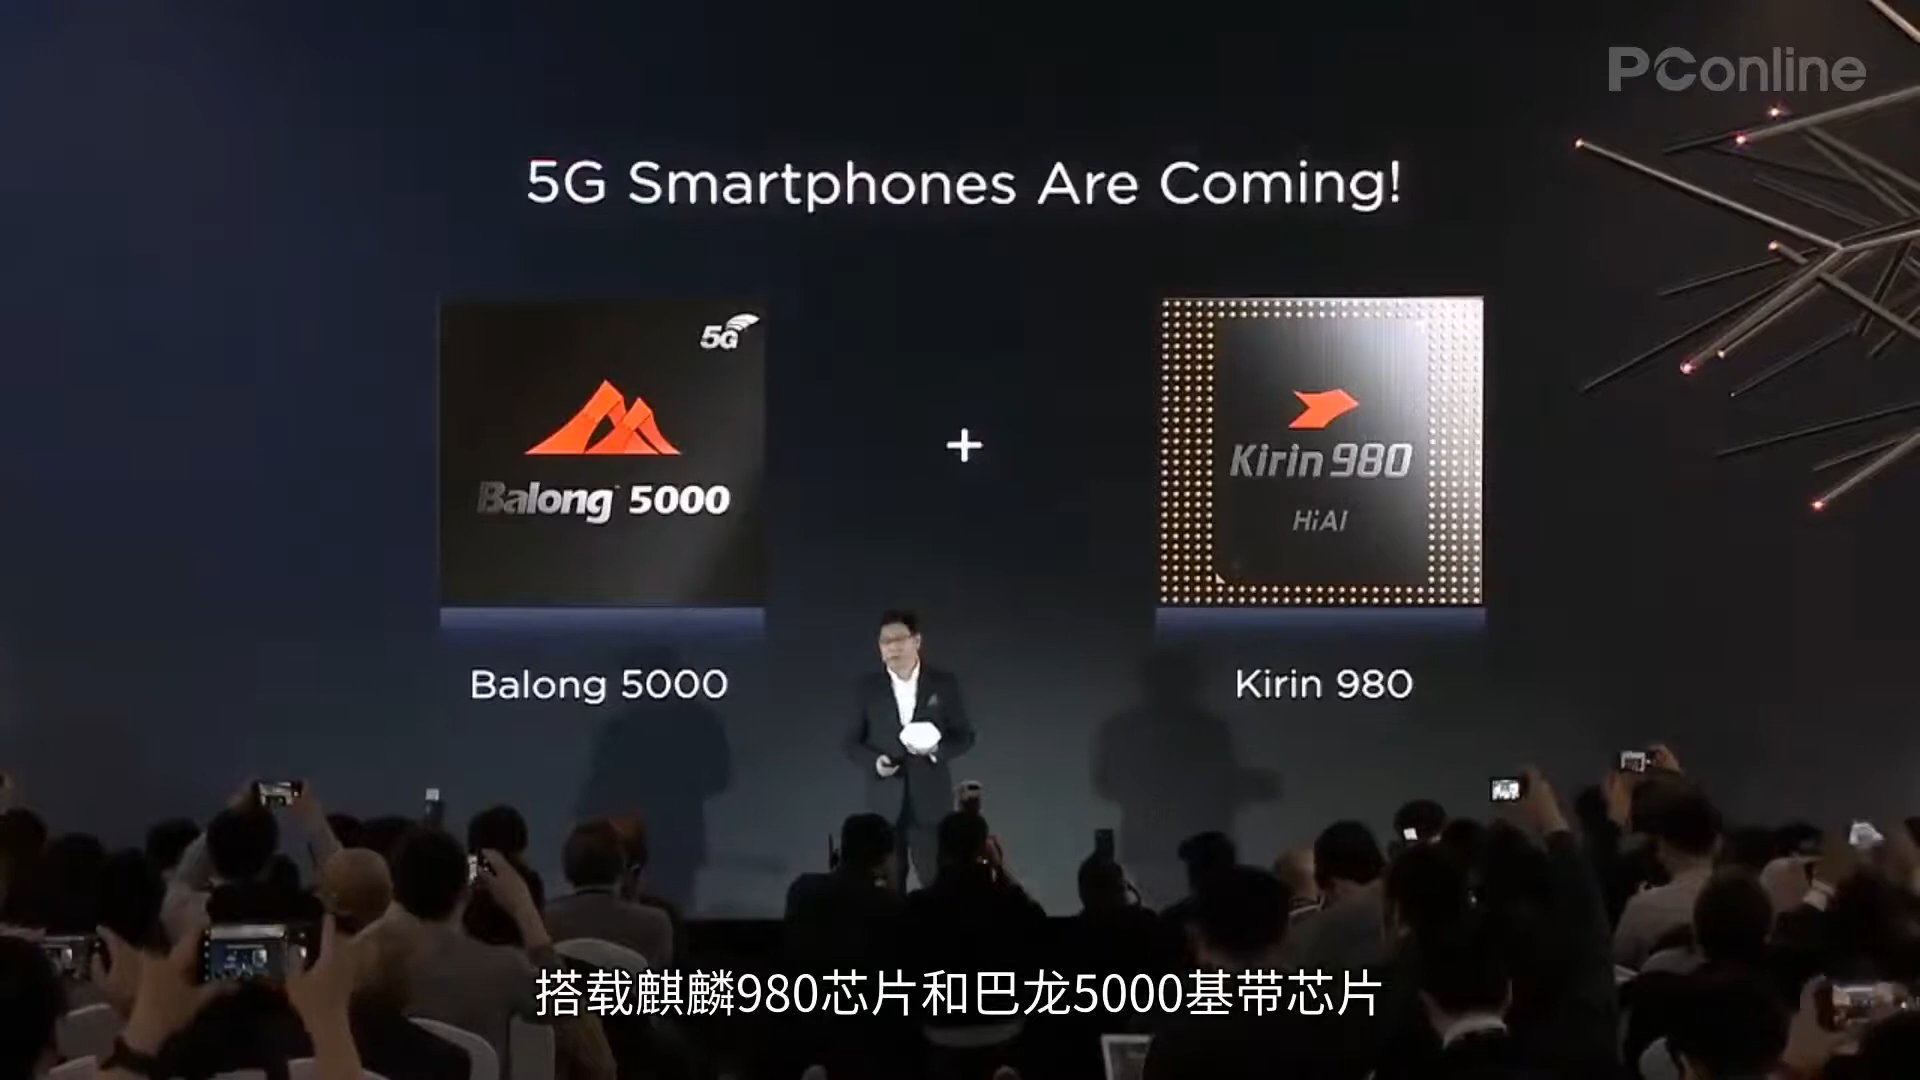 PConline
5G Smartphones Are Coming!
5G
Balong 5000
+
Kirin 980
HiAI
Balong 5000
Kirin 980
搭载麒麟980芯片和巴龙5000基带芯片